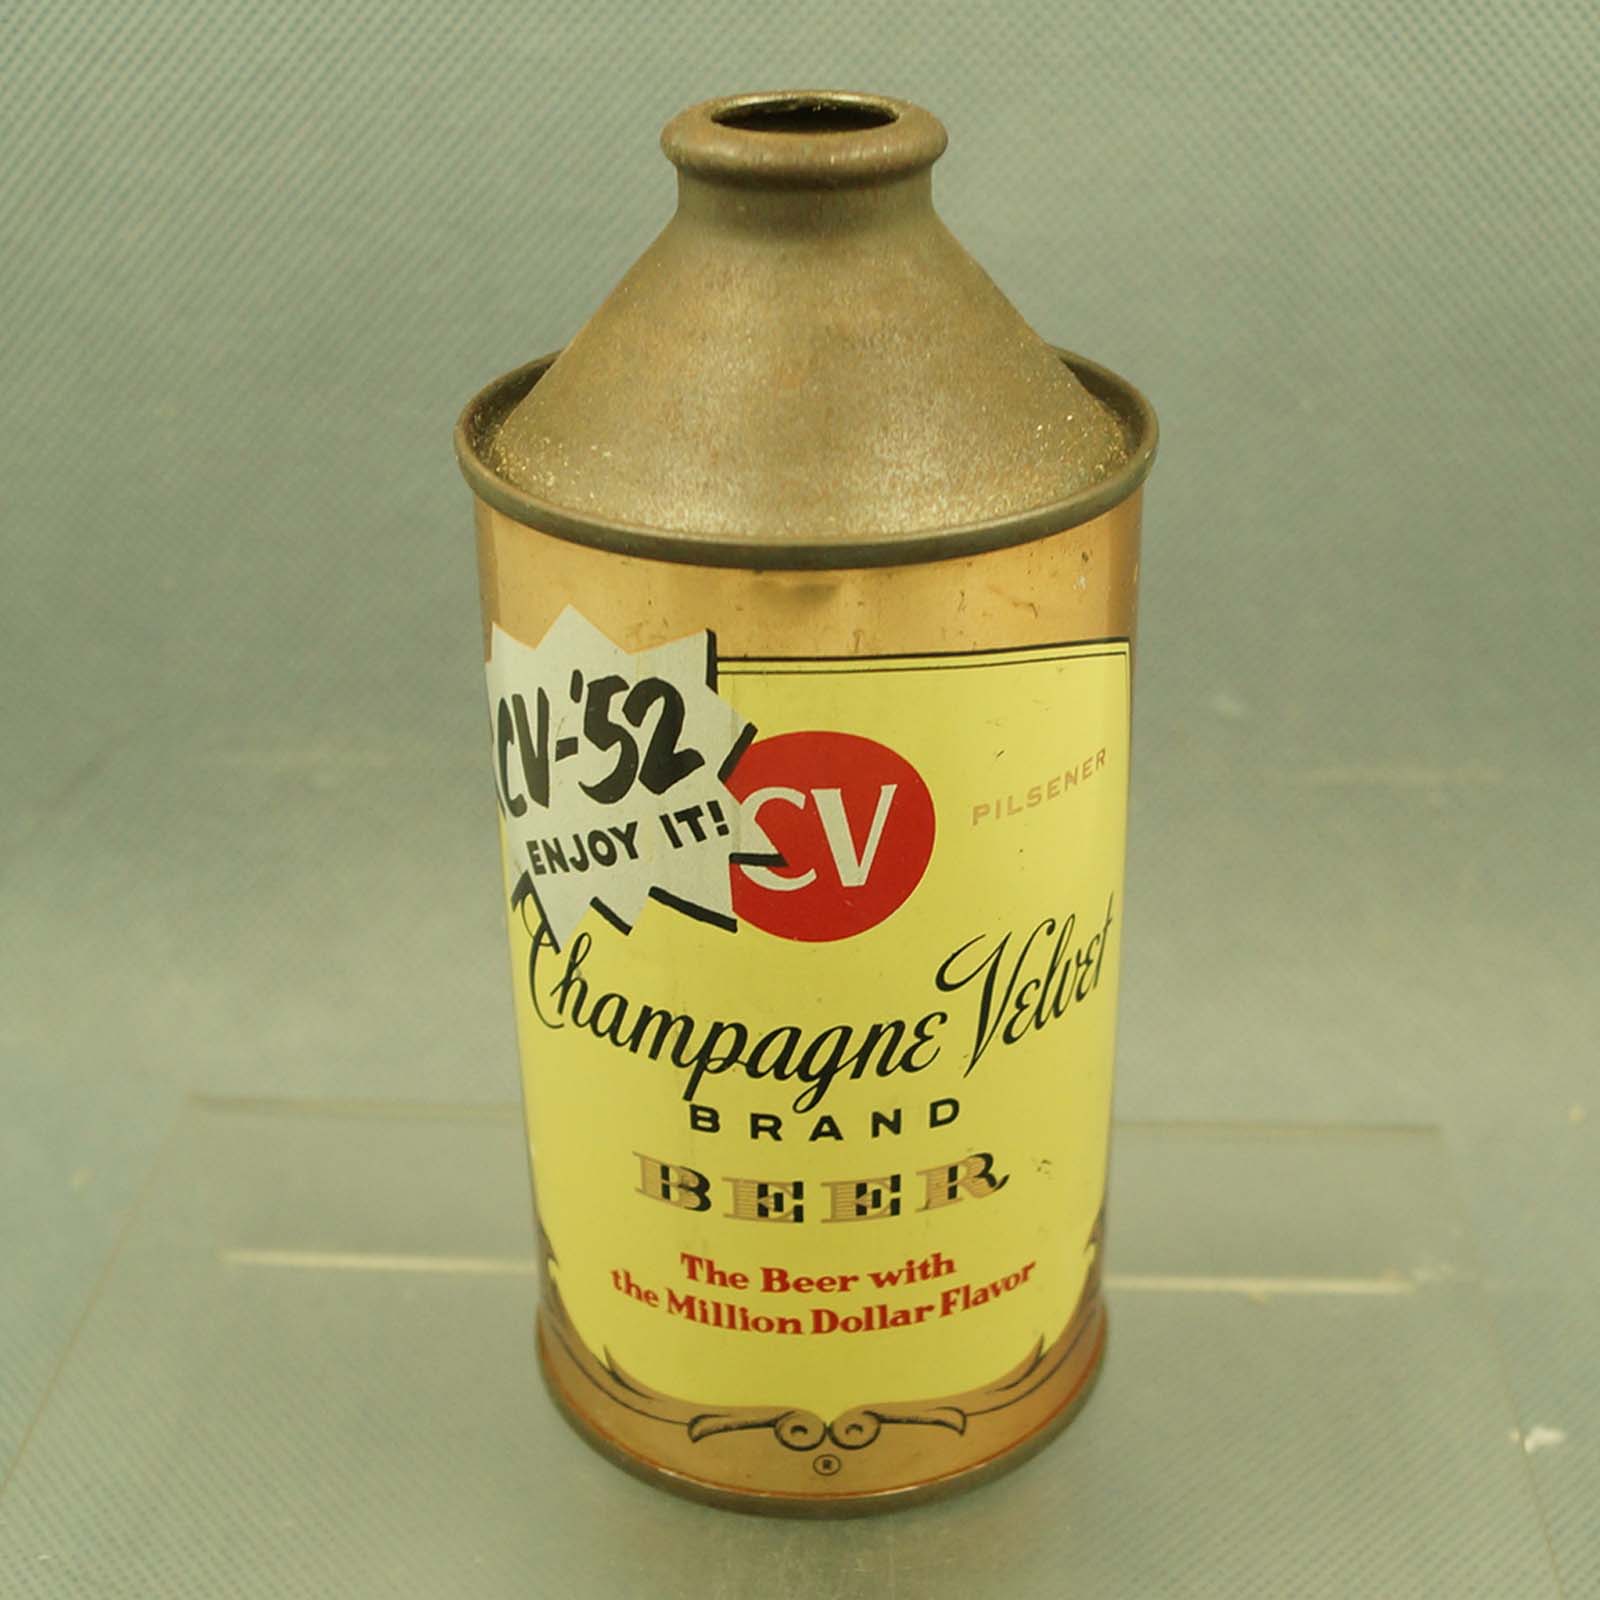 CV-'52
ENJOY IT!
CV
PILSENER
Champagne Velvet
BRAND
BEER
The Beer with
the Million Dollar Flavor
®